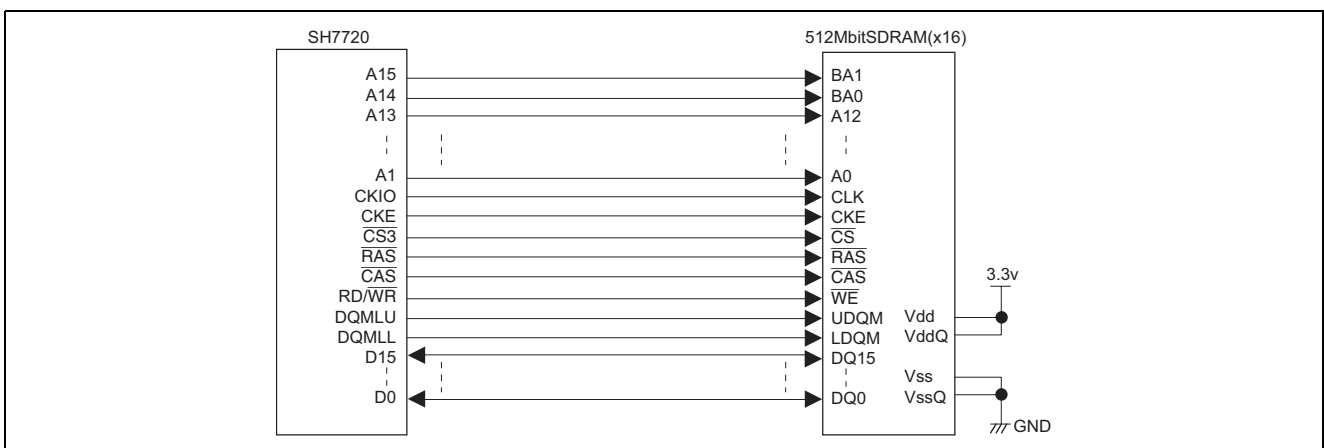 SH7720
512MbitSDRAM(x16)
A15
BA1
A14
BA0
A13
A12
A1
A0
CKIO
CLK
CKE
CKE
CS3
CS
RAS
RAS
CAS
CAS
RD/WR
WE
DQMLU
UDQM
DQMLL
LDQM
D15
DQ15
D0
DQ0
3.3v
Vdd
VddQ
Vss
VssQ
GND